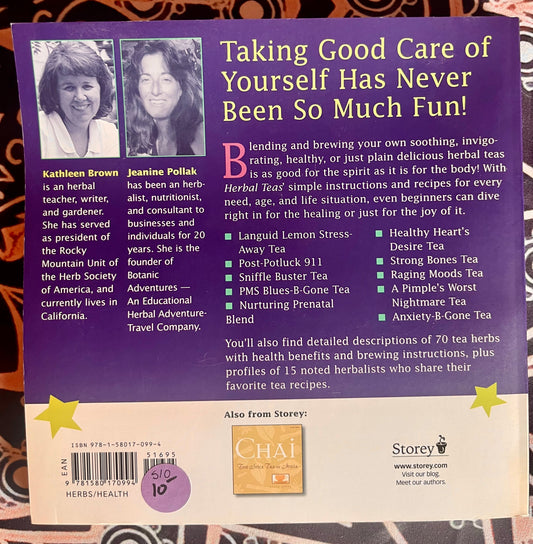 Taking Good Care of
Yourself Has Never
Been So Much Fun!
Blending and brewing your own soothing, invigo-
rating, healthy, or just plain delicious herbal teas
is as good for the spirit as it is for the body! With
Herbal Teas' simple instructions and recipes for every
need, age, and life situation, even beginners can dive
right in for the healing or just for the joy of it.
Languid Lemon Stress-
Away Tea
Post-Potluck 911
Sniffle Buster Tea
PMS Blues-B-Gone Tea
Nurturing Prenatal
Blend
Healthy Heart's
Desire Tea
Strong Bones Tea
Raging Moods Tea
A Pimple's Worst
Nightmare Tea
Anxiety-B-Gone Tea
You'll also find detailed descriptions of 70 tea herbs
with health benefits and brewing instructions, plus
profiles of 15 noted herbalists who share their
favorite tea recipes.
Kathleen Brown
is an herbal
teacher, writer,
and gardener.
She has served
as president of
the Rocky
Mountain Unit of
the Herb Society
of America, and
currently lives in
California.
Jeanine Pollak
has been an herb-
alist, nutritionist,
and consultant to
businesses and
individuals for 20
years. She is the
founder of
Botanic
Adventures —
An Educational
Herbal Adventure-
Travel Company.
Also from Storey:
CHAI
Storey
www.storey.com
Visit our blog.
Meet our authors.
ISBN 978-1-58017-099-4
51695
EAN
9 781580 170994
HERBS/HEALTH
510
10-